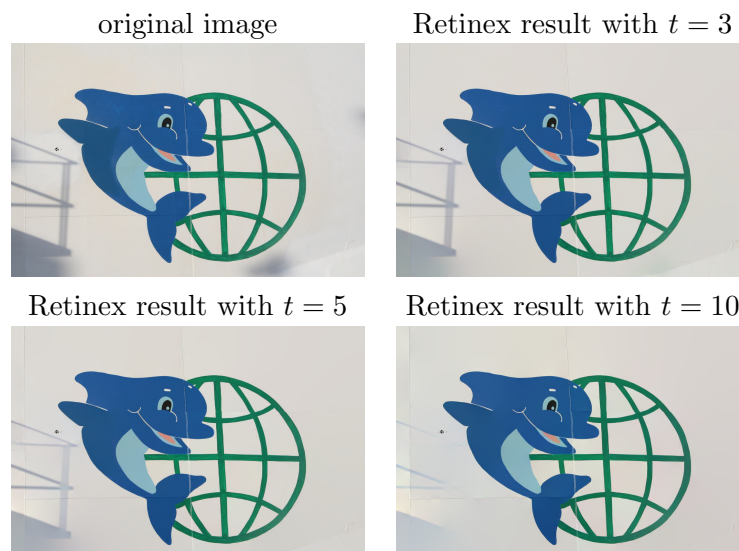 original image
Retinex result with t = 3
Retinex result with t = 5
Retinex result with t = 10